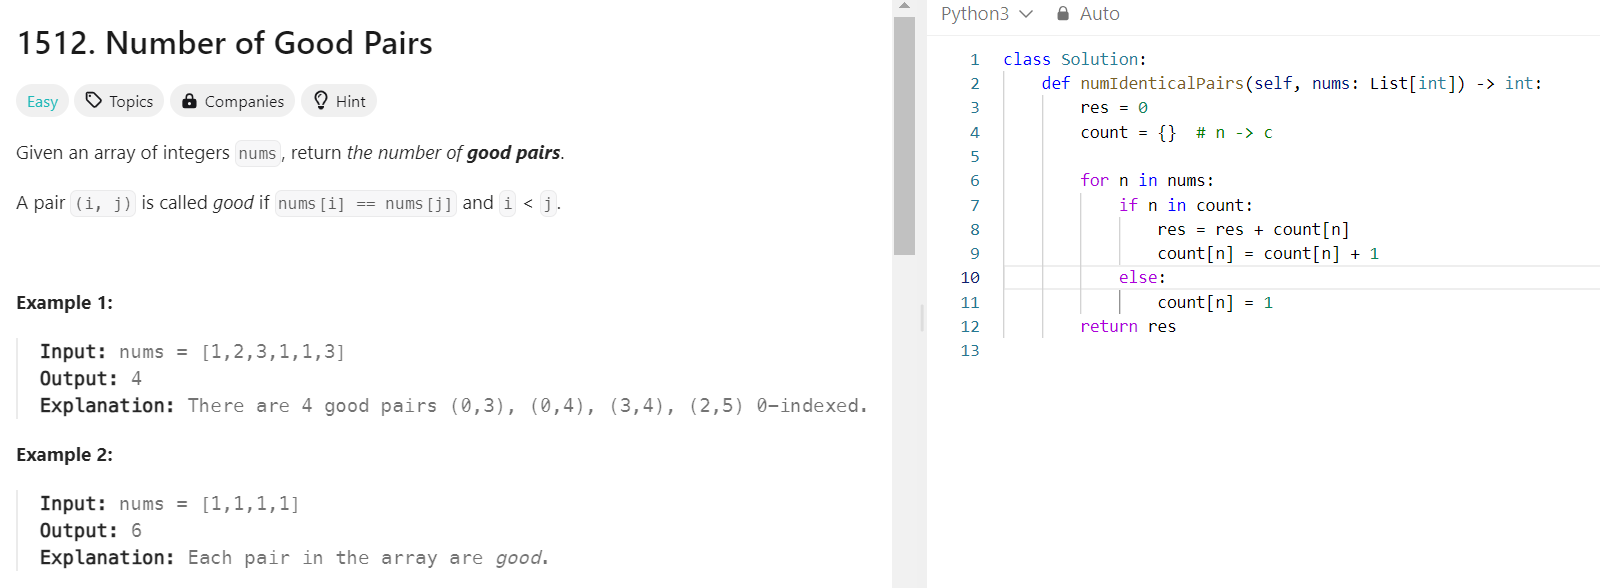 1512. Number of Good Pairs
Easy Topics Companies Hint
Given an array of integers nums, return the number of good pairs.
A pair (i, j) is called good if nums[i] == nums[j] and i < j.
Example 1:
Input: nums = [1,2,3,1,1,3]
Output: 4
Explanation: There are 4 good pairs (0,3), (0,4), (3,4), (2,5) 0-indexed.
Example 2:
Input: nums = [1,1,1,1]
Output: 6
Explanation: Each pair in the array are good.
Python3 Auto
1 class Solution:
2     def numIdenticalPairs(self, nums: List[int]) -> int:
3         res = 0
4         count = {}  # n -> c
5
6         for n in nums:
7             if n in count:
8                 res = res + count[n]
9                 count[n] = count[n] + 1
10             else:
11                 count[n] = 1
12         return res
13